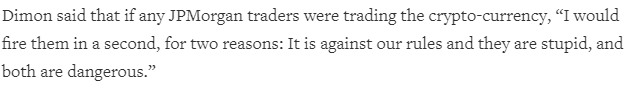 Dimon said that if any JPMorgan traders were trading the crypto-currency, “I would
fire them in a second, for two reasons: It is against our rules and they are stupid, and
both are dangerous.”